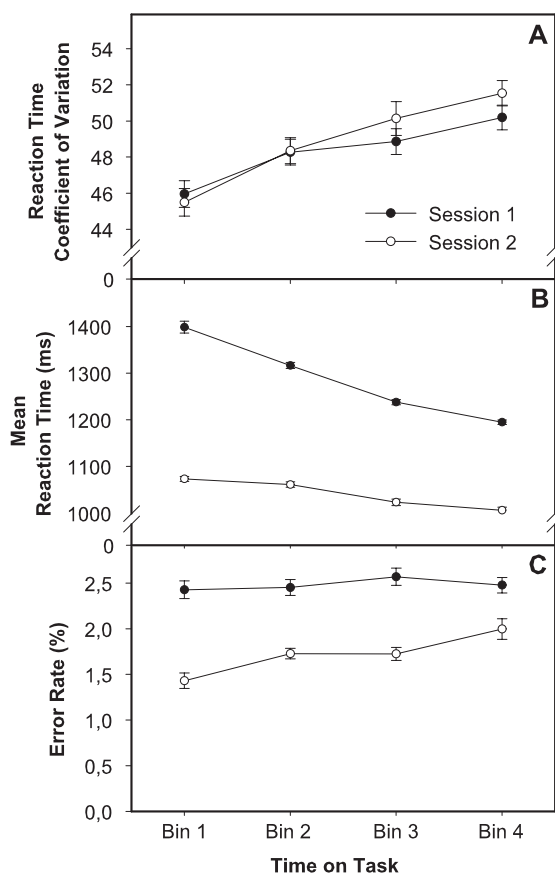 A
Reaction Time
Coefficient of Variation
54
52
50
48
46
44
0
Session 1
Session 2
B
Mean
Reaction Time (ms)
1400
1300
1200
1100
1000
0
C
Error Rate (%)
2,5
2,0
1,5
1,0
0,5
0,0
Bin 1 Bin 2 Bin 3 Bin 4
Time on Task